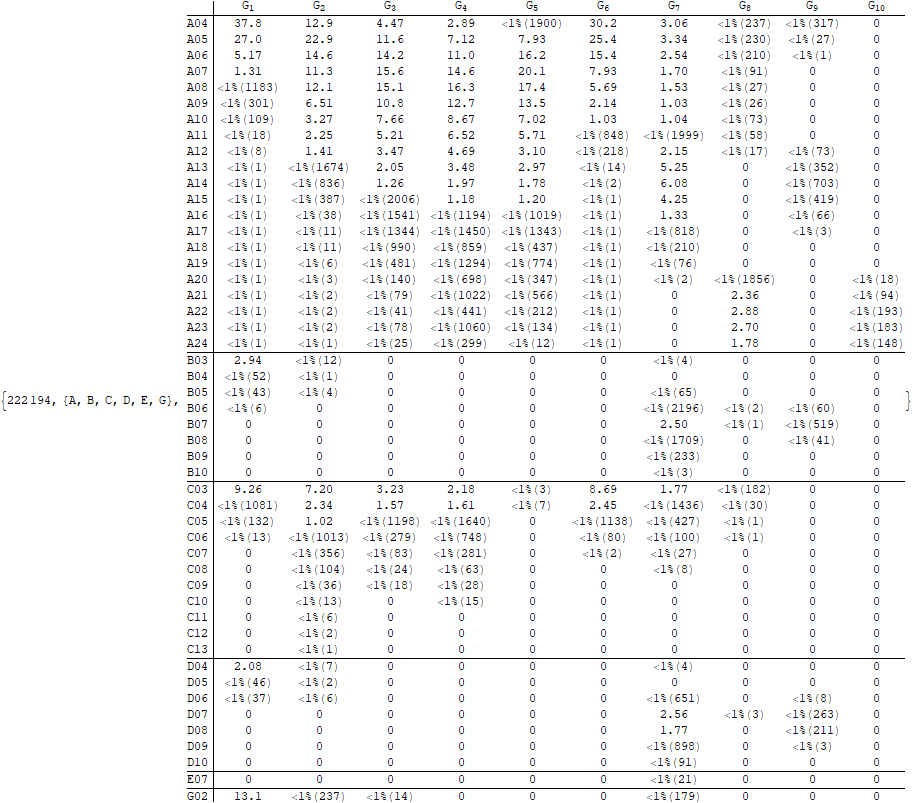 G1 G2 G3 G4 G5 G6 G7 G8 G9 G10
A04 37.8 12.9 4.47 2.89 <1%(1900) 30.2 3.06 <1%(237) <1%(317) 0
A05 27.0 22.9 11.6 7.12 7.93 25.4 3.34 <1%(230) <1%(27) 0
A06 5.17 14.6 14.2 11.0 16.2 15.4 2.54 <1%(210) <1%(1) 0
A07 1.31 11.3 15.6 14.6 20.1 7.93 1.70 <1%(91) 0 0
A08 <1%(1183) 12.1 15.1 16.3 17.4 5.69 1.53 <1%(27) 0 0
A09 <1%(301) 6.51 10.8 12.7 13.5 2.14 1.03 <1%(26) 0 0
A10 <1%(109) 3.27 7.66 8.67 7.02 1.03 1.04 <1%(73) 0 0
A11 <1%(18) 2.25 5.21 6.52 5.71 <1%(848) <1%(1999) <1%(58) 0 0
A12 <1%(8) 1.41 3.47 4.69 3.10 <1%(218) 2.15 <1%(17) <1%(73) 0
A13 <1%(1) <1%(1674) 2.05 3.48 2.97 <1%(14) 5.25 0 <1%(352) 0
A14 <1%(1) <1%(836) 1.26 1.97 1.78 <1%(2) 6.08 0 <1%(703) 0
A15 <1%(1) <1%(387) <1%(2006) 1.18 1.20 <1%(1) 4.25 0 <1%(419) 0
A16 <1%(1) <1%(38) <1%(1541) <1%(1194) <1%(1019) <1%(1) 1.33 0 <1%(66) 0
A17 <1%(1) <1%(11) <1%(1344) <1%(1450) <1%(1343) <1%(1) <1%(818) 0 <1%(3) 0
A18 <1%(1) <1%(11) <1%(990) <1%(859) <1%(437) <1%(1) <1%(210) 0 0 0
A19 <1%(1) <1%(6) <1%(481) <1%(1294) <1%(774) <1%(1) <1%(76) 0 0 0
A20 <1%(1) <1%(3) <1%(140) <1%(698) <1%(347) <1%(1) <1%(2) <1%(1856) 0 <1%(18)
A21 <1%(1) <1%(2) <1%(79) <1%(1022) <1%(566) <1%(1) 0 2.36 0 <1%(94)
A22 <1%(1) <1%(2) <1%(41) <1%(441) <1%(212) <1%(1) 0 2.88 0 <1%(193)
A23 <1%(1) <1%(2) <1%(78) <1%(1060) <1%(134) <1%(1) 0 2.70 0 <1%(183)
A24 <1%(1) <1%(1) <1%(25) <1%(299) <1%(12) <1%(1) 0 1.78 0 <1%(148)
B03 2.94 <1%(12) 0 0 0 0 <1%(4) 0 0 0
B04 <1%(52) <1%(1) 0 0 0 0 0 0 0 0
B05 <1%(43) <1%(4) 0 0 0 0 <1%(65) 0 0 0
{222194, {A, B, C, D, E, G}, B06 <1%(6) 0 0 0 0 0 <1%(2196) <1%(2) <1%(60) 0 }
B07 0 0 0 0 0 0 2.50 <1%(1) <1%(519) 0
B08 0 0 0 0 0 0 <1%(1709) 0 <1%(41) 0
B09 0 0 0 0 0 0 <1%(233) 0 0 0
B10 0 0 0 0 0 0 <1%(3) 0 0 0
C03 9.26 7.20 3.23 2.18 <1%(3) 8.69 1.77 <1%(182) 0 0
C04 <1%(1081) 2.34 1.57 1.61 <1%(7) 2.45 <1%(1436) <1%(30) 0 0
C05 <1%(132) 1.02 <1%(1198) <1%(1640) 0 <1%(1138) <1%(427) <1%(1) 0 0
C06 <1%(13) <1%(1013) <1%(279) <1%(748) 0 <1%(80) <1%(100) <1%(1) 0 0
C07 0 <1%(356) <1%(83) <1%(281) 0 <1%(2) <1%(27) 0 0 0
C08 0 <1%(104) <1%(24) <1%(63) 0 0 <1%(8) 0 0 0
C09 0 <1%(36) <1%(18) <1%(28) 0 0 0 0 0 0
C10 0 <1%(13) 0 <1%(15) 0 0 0 0 0 0
C11 0 <1%(6) 0 0 0 0 0 0 0 0
C12 0 <1%(2) 0 0 0 0 0 0 0 0
C13 0 <1%(1) 0 0 0 0 0 0 0 0
D04 2.08 <1%(7) 0 0 0 0 <1%(4) 0 0 0
D05 <1%(46) <1%(2) 0 0 0 0 0 0 0 0
D06 <1%(37) <1%(6) 0 0 0 0 <1%(651) 0 <1%(8) 0
D07 0 0 0 0 0 0 2.56 <1%(3) <1%(263) 0
D08 0 0 0 0 0 0 1.77 0 <1%(211) 0
D09 0 0 0 0 0 0 <1%(898) 0 <1%(3) 0
D10 0 0 0 0 0 0 <1%(91) 0 0 0
E07 0 0 0 0 0 0 <1%(21) 0 0 0
G02 13.1 <1%(237) <1%(14) 0 0 0 <1%(179) 0 0 0